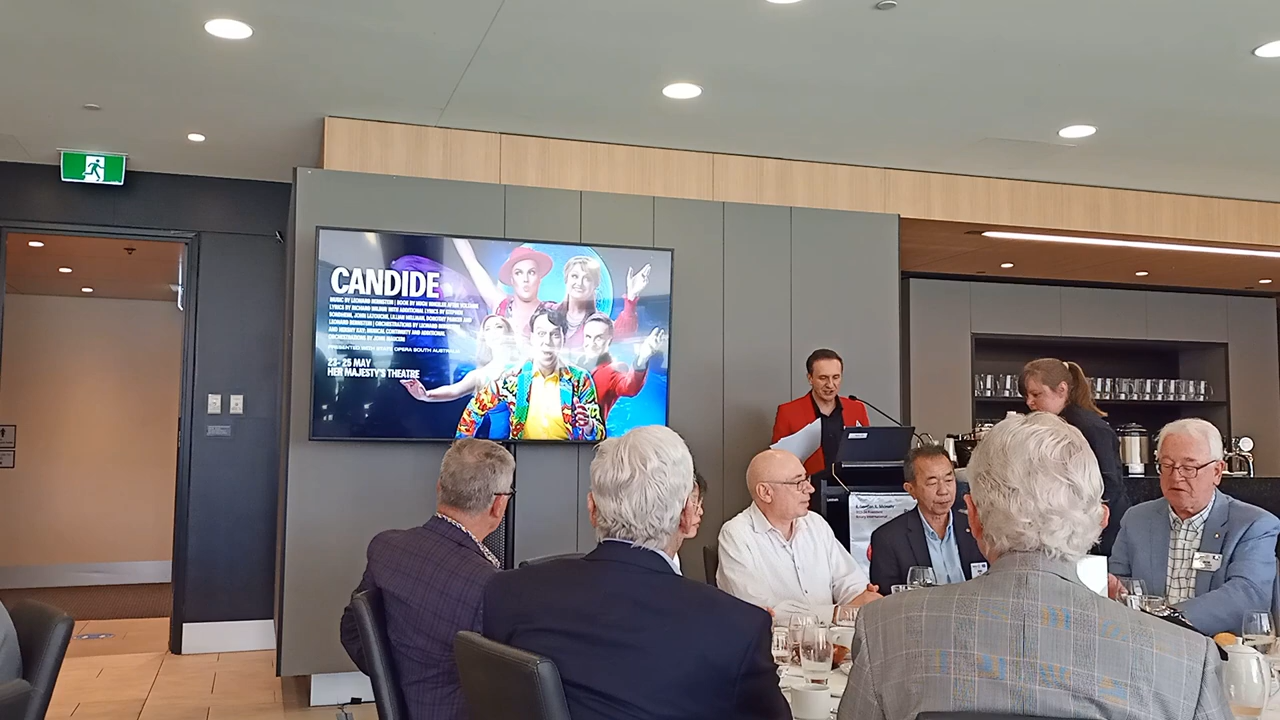 CANDIDE
MUSIC BY LEONARD BERNSTEIN | BOOK BY HUGH WHEELER AFTER VOLTAIRE
LYRICS BY RICHARD WILBUR WITH ADDITIONAL LYRICS BY STEPHEN
SONDHEIM, JOHN LATOUCHE, LILLIAN HELLMAN, DOROTHY PARKER AND
LEONARD BERNSTEIN | ORCHESTRATIONS BY LEONARD BERNSTEIN
AND HERSHY KAY; MUSICAL CONTINUITY AND ADDITIONAL
ORCHESTRATIONS BY JOHN MAUCERI
PRESENTED WITH STATE OPERA SOUTH AUSTRALIA
23- 25 MAY
HER MAJESTY'S THEATRE
Rotary International